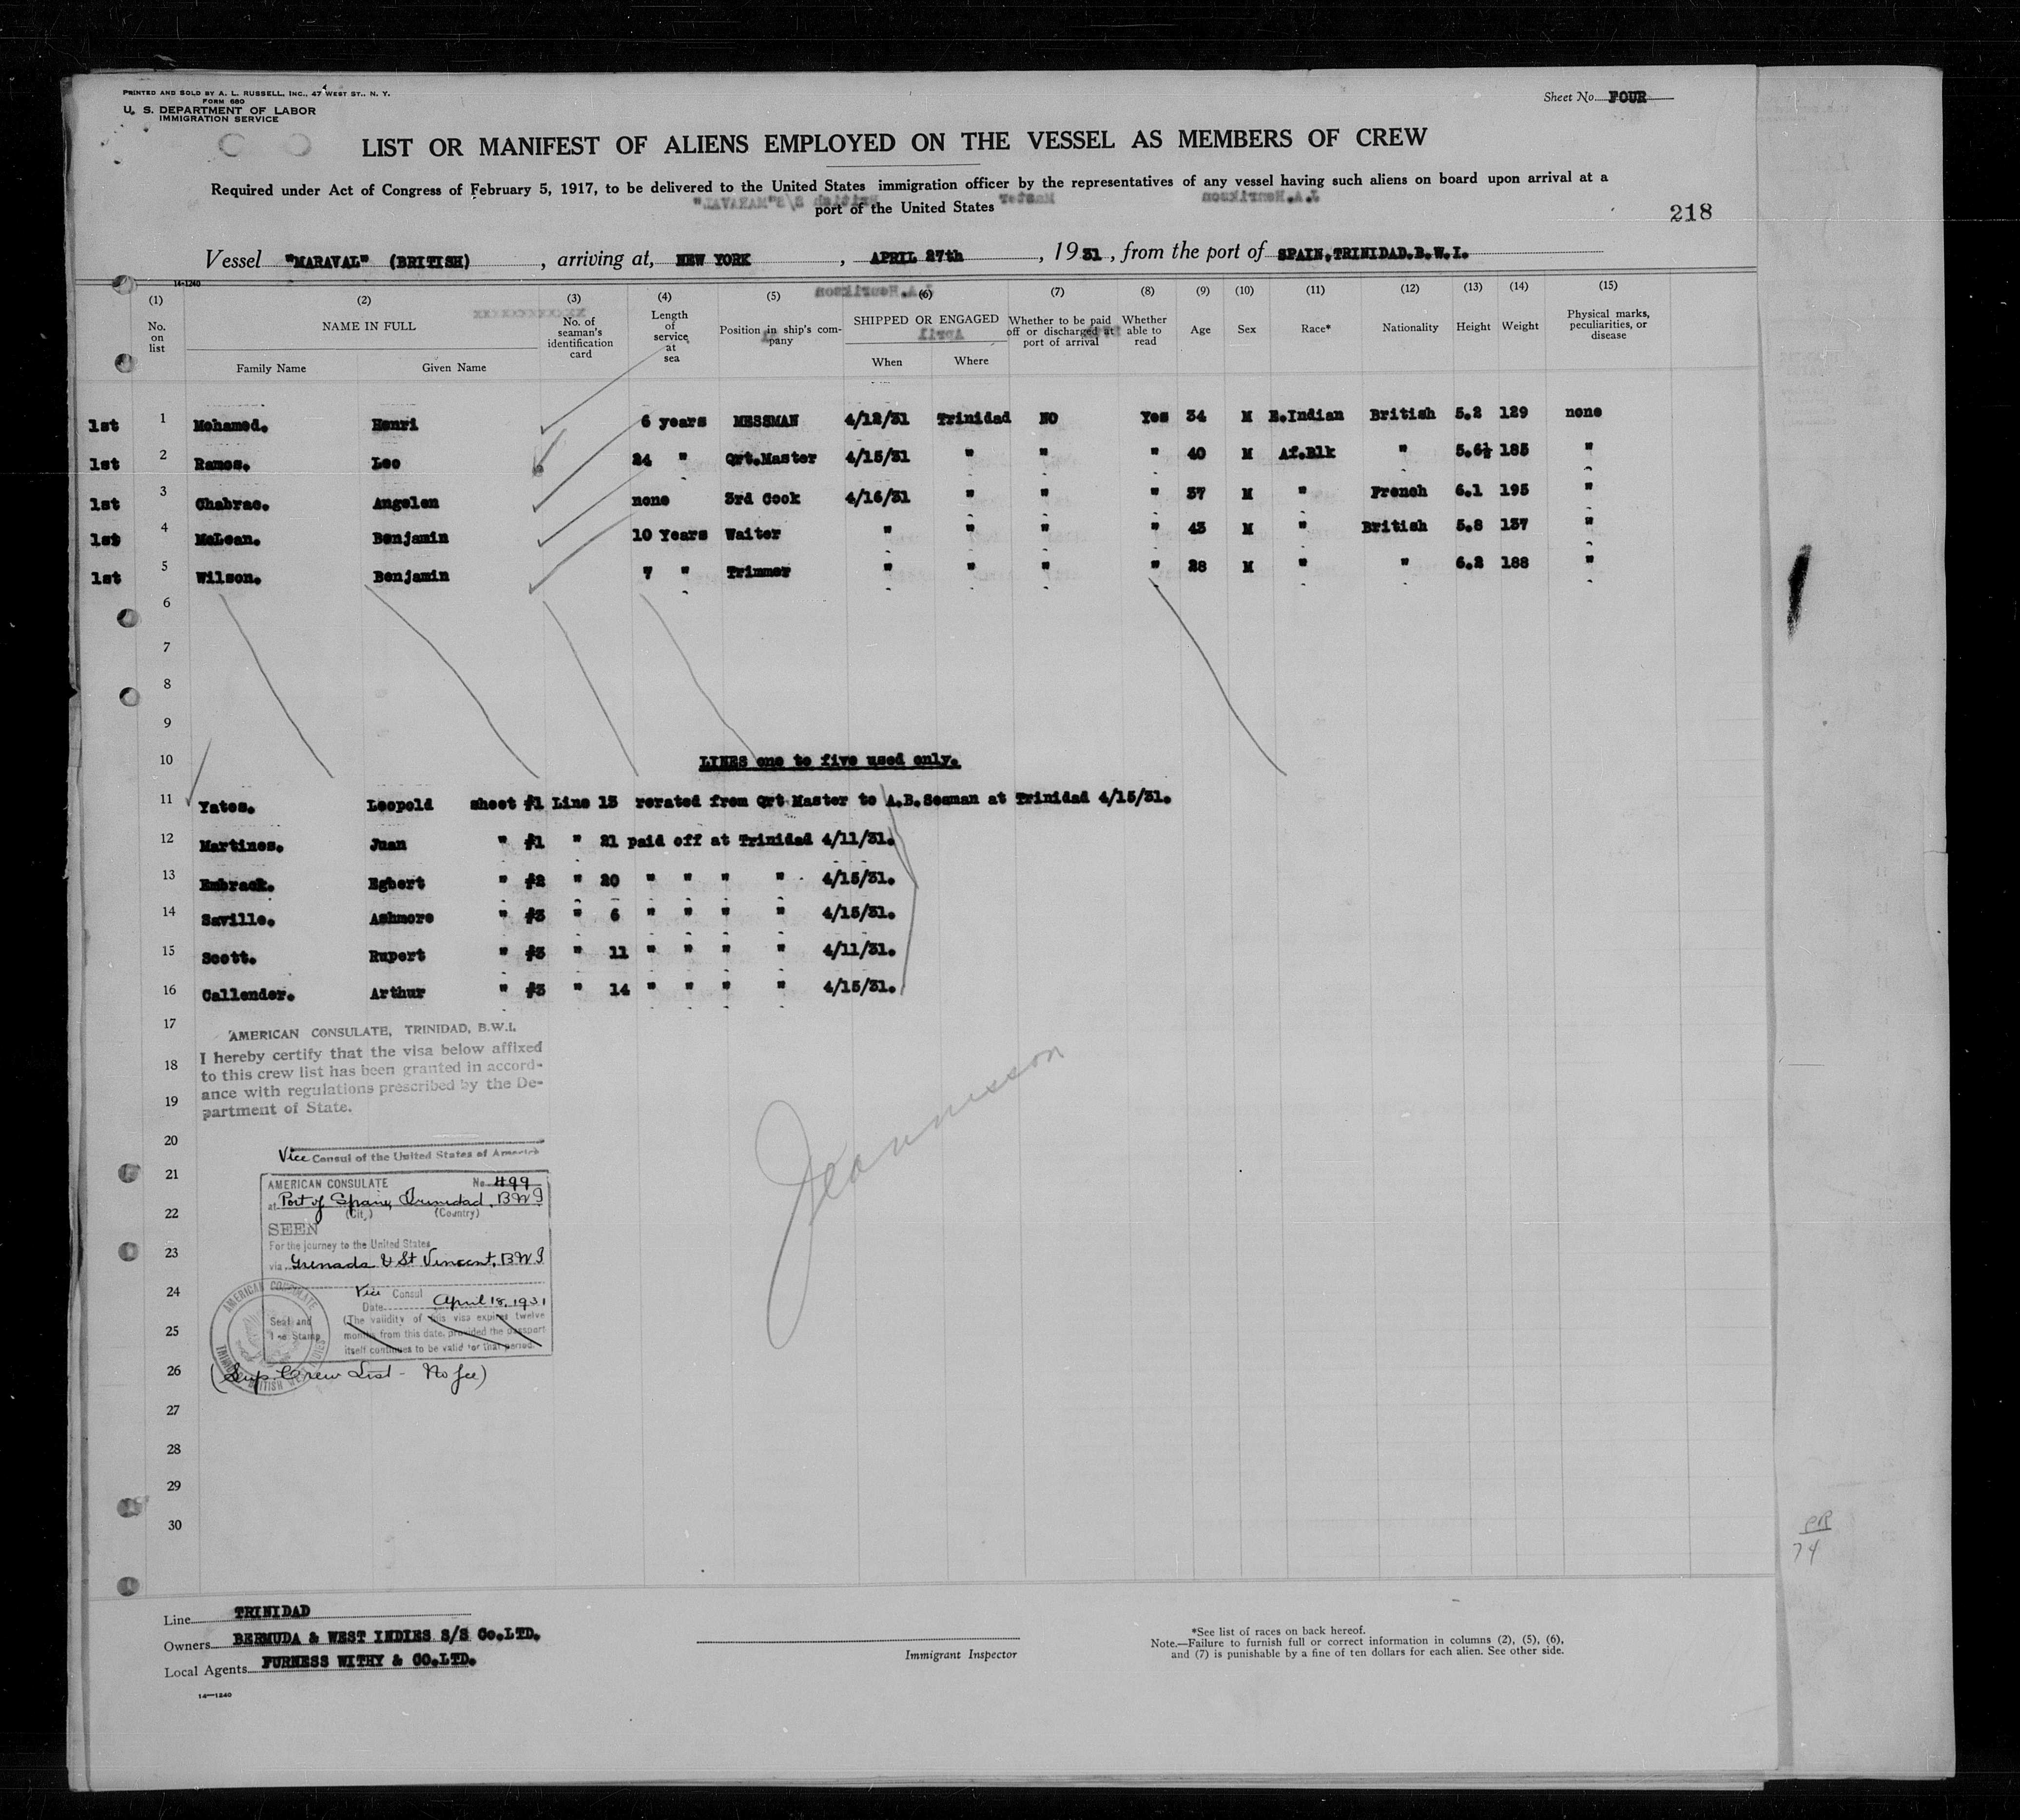 PRINTED AND SOLD BY A. L. RUSSELL, INC., 47 WEST ST., N. Y.
FORM 680
U. S. DEPARTMENT OF LABOR
IMMIGRATION SERVICE
Sheet No. FOUR
LIST OR MANIFEST OF ALIENS EMPLOYED ON THE VESSEL AS MEMBERS OF CREW
Required under Act of Congress of February 5, 1917, to be delivered to the United States immigration officer by the representatives of any vessel having such aliens on board upon arrival at a
port of the United States
218
Vessel "MARAVAL" (BRITISH), arriving at, NEW YORK, APRIL 27th, 1931, from the port of SPAIN.TRINIDAD.B.W.I.
14-1240
(1) (2) (3) (4) (5) (6) (7) (8) (9) (10) (11) (12) (13) (14) (15)
No. on list NAME IN FULL Family Name Given Name No. of seaman's identification card Length of service at sea Position in ship's company SHIPPED OR ENGAGED When Where Whether to be paid off or discharged at port of arrival Whether able to read Age Sex Race* Nationality Height Weight Physical marks, peculiarities, or disease
1st 1 Mohamed. Henri 6 years MESSMAN 4/12/31 Trinidad NO Yes 34 M E.Indian British 5.2 129 none
1st 2 Ramos. Leo 24 " Qrt.Master 4/15/31 " " " 40 M Af.Blk " 5.6½ 185 "
1st 3 Chabrac. Angelen none 3rd Cook 4/16/31 " " " 37 M " French 6.1 195 "
1st 4 McLean. Benjamin 10 Years Waiter " " " " 43 M " British 5.8 137 "
1st 5 Wilson. Benjamin 7 " Trimmer " " " " 28 M " " 6.2 188 "
6
7
8
9
10 LINES one to five used only.
11 Yates. Leopold sheet #1 Line 13 rerated from Qrt Master to A.B.Seaman at Trinidad 4/15/31.
12 Martines. Juan " #1 " 21 paid off at Trinidad 4/11/31.
13 Embrack. Egbert " #2 " 20 " " " " 4/15/31.
14 Saville. Ashmore " #3 " 6 " " " " 4/15/31.
15 Scott. Rupert " #3 " 11 " " " " 4/11/31.
16 Callender. Arthur " #3 " 14 " " " " 4/15/31.
17
AMERICAN CONSULATE, TRINIDAD, B.W.I.
I hereby certify that the visa below affixed
18
to this crew list has been granted in accord-
ance with regulations prescribed by the De-
19
partment of State.
20
Vice Consul of the United States of America
21
AMERICAN CONSULATE No. 499
at Port of Spain, Trinidad, B W I
22
(City) (Country)
SEEN
For the journey to the United States
23
via Grenada & St Vincent, B W I
24
Vice Consul
Date April 18, 1931
(The validity of this visa expires twelve
25
months from this date, provided the passport
itself continues to be valid for that period.
Seal and
Fee Stamp
AMERICAN CONSULATE
TRINIDAD BRITISH WEST INDIES
26 (Sup. Crew List - No fee)
27
28
29
30
Line TRINIDAD
Owners BERMUDA & WEST INDIES S/S Co.LTD.
Local Agents FURNESS WITHY & CO.LTD.
14—1240
Immigrant Inspector
*See list of races on back hereof.
Note.—Failure to furnish full or correct information in columns (2), (5), (6),
and (7) is punishable by a fine of ten dollars for each alien. See other side.
74